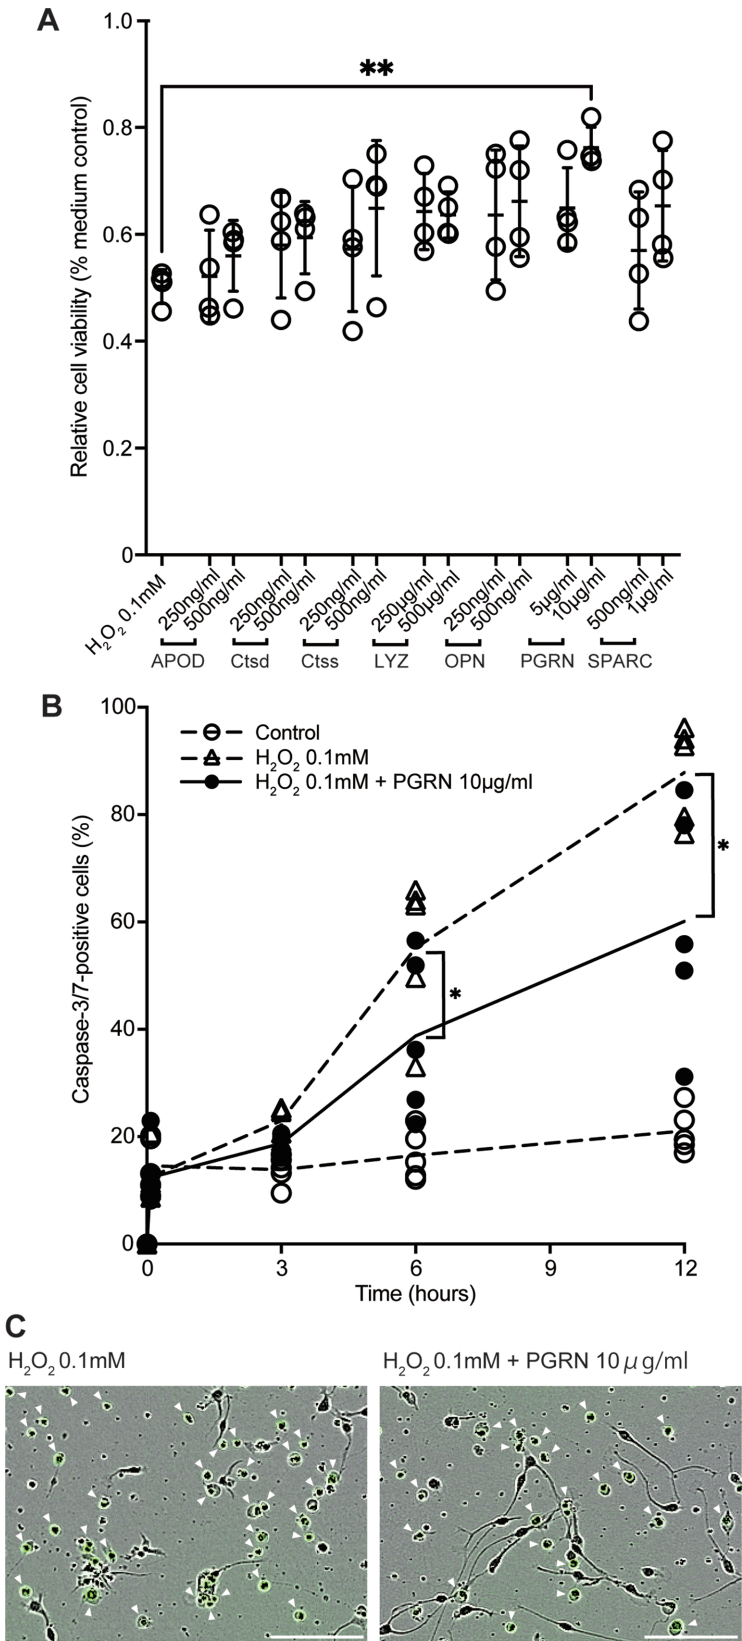 A
1.0
**
0.8
0.6
0.4
0.2
0
Relative cell viability (% medium control)
H₂O₂ 0.1mM
250ng/ml
500ng/ml
250ng/ml
500ng/ml
250ng/ml
500ng/ml
250µg/ml
500µg/ml
250ng/ml
500ng/ml
5µg/ml
10µg/ml
500ng/ml
1µg/ml
APOD Ctsd Ctss LYZ OPN PGRN SPARC
B
100
80
60
40
20
0
Caspase-3/7-positive cells (%)
Control
H₂O₂ 0.1mM
H₂O₂ 0.1mM + PGRN 10µg/ml
*
*
0 3 6 9 12
Time (hours)
C
H₂O₂ 0.1mM
H₂O₂ 0.1mM + PGRN 10μg/ml